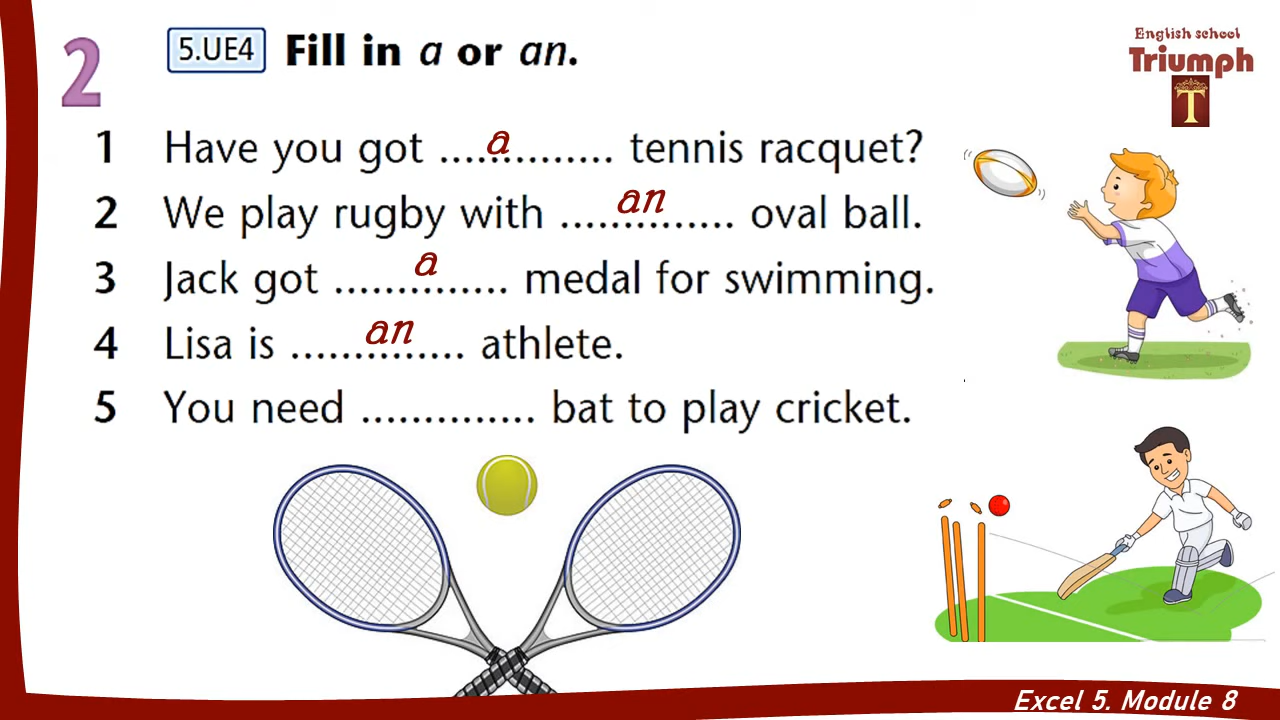 English school
Triumph
T
2 5.UE4 Fill in a or an.
1 Have you got ......a........ tennis racquet?
2 We play rugby with ......an........ oval ball.
3 Jack got ......a........ medal for swimming.
4 Lisa is ......an........ athlete.
5 You need .............. bat to play cricket.
Excel 5. Module 8